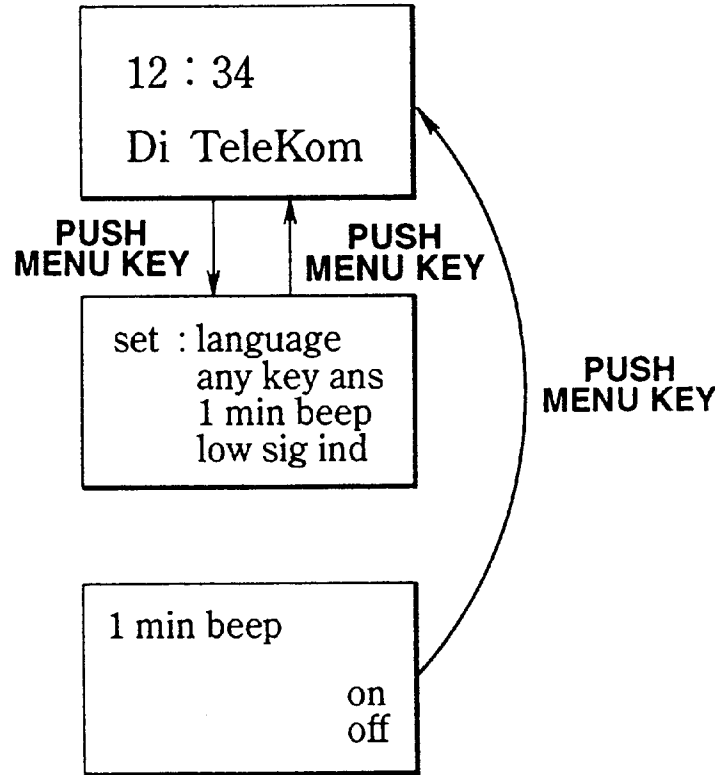 12 : 34
Di TeleKom
PUSH
MENU KEY
PUSH
MENU KEY
set : language
any key ans
1 min beep
low sig ind
PUSH
MENU KEY
1 min beep
on
off